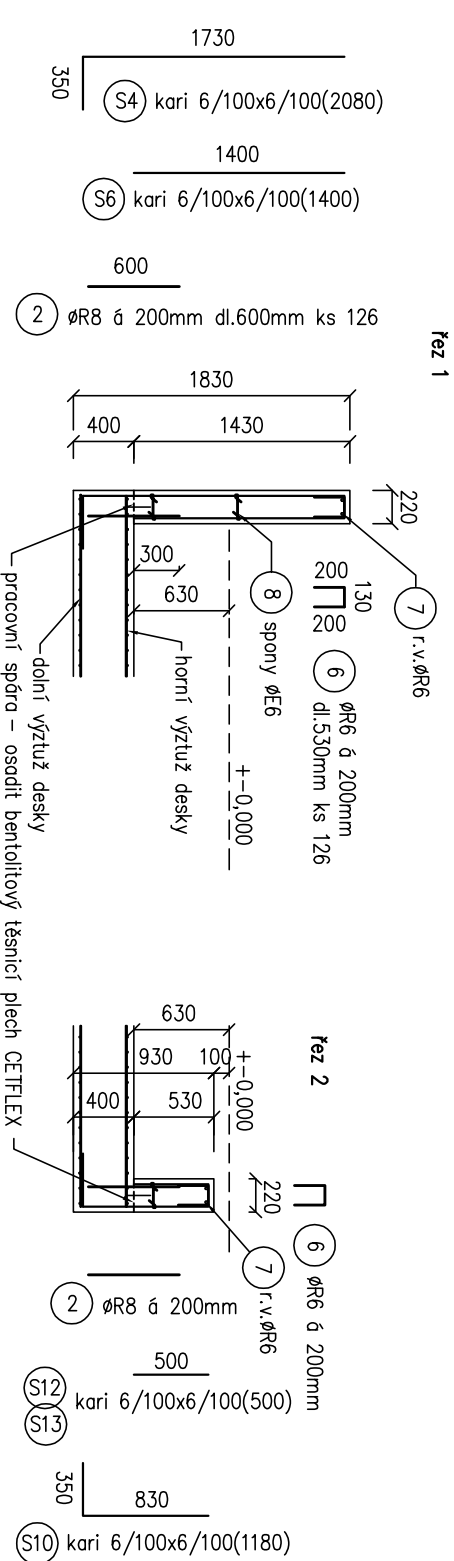 1730
350
S4 kari 6/100x6/100(2080)
1400
S6 kari 6/100x6/100(1400)
600
2 øR8 á 200mm dl.600mm ks 126
řez 1
1830
400
1430
220
7 r.v.øR6
200
130
200
6 øR6 á 200mm
dl.530mm ks 126
8 spony øE6
300
630
+-0,000
horní výztuž desky
dolní výztuž desky
pracovní spára - osadit bentolitový těsnicí plech CETFLEX
řez 2
630
+-0,000
930
100
400
530
220
6 øR6 á 200mm
7 r.v.øR6
2 øR8 á 200mm
500
S12
S13
kari 6/100x6/100(500)
350
830
S10 kari 6/100x6/100(1180)